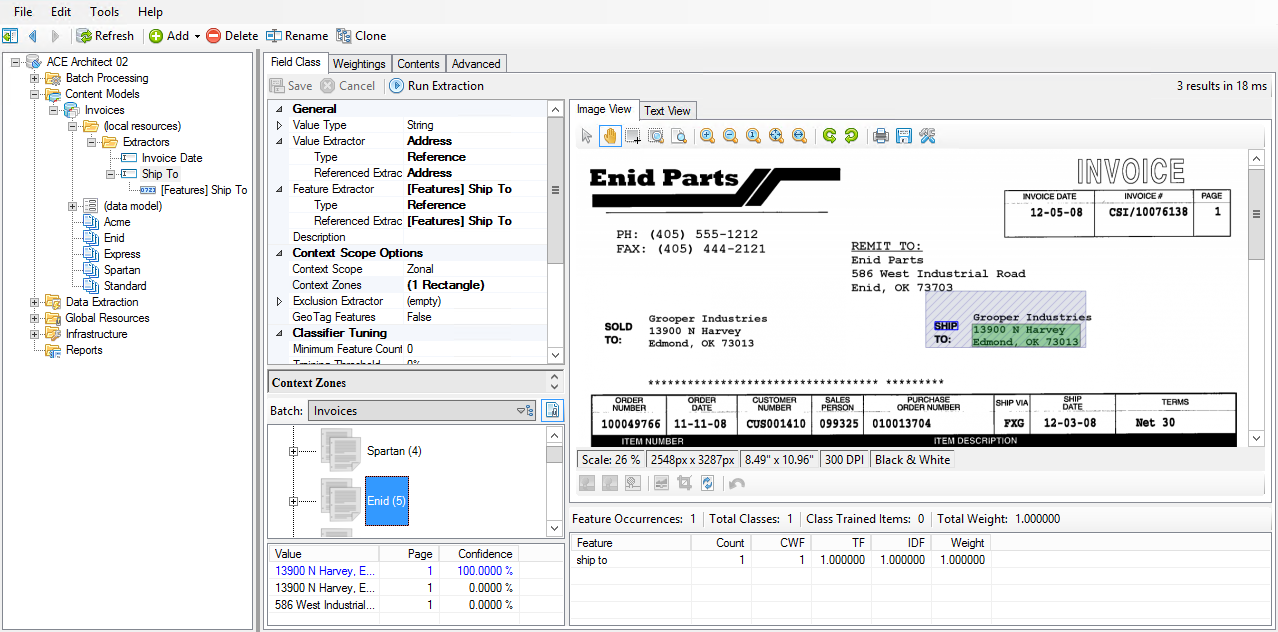 File Edit Tools Help
Refresh Add Delete Rename Clone
ACE Architect 02
Batch Processing
Content Models
Invoices
(local resources)
Extractors
Invoice Date
Ship To
[Features] Ship To
(data model)
Acme
Enid
Express
Spartan
Standard
Data Extraction
Global Resources
Infrastructure
Reports
Field Class Weightings Contents Advanced
Save Cancel Run Extraction 3 results in 18 ms
General
Value Type String
Value Extractor Address
Type Reference
Referenced Extrac Address
Feature Extractor [Features] Ship To
Type Reference
Referenced Extrac [Features] Ship To
Description
Context Scope Options
Context Scope Zonal
Context Zones (1 Rectangle)
Exclusion Extractor (empty)
GeoTag Features False
Classifier Tuning
Minimum Feature Count 0
Training Threshold 0%
Context Zones
Batch: Invoices
Spartan (4)
Enid (5)
Value Page Confidence
13900 N Harvey, E... 1 100.0000 %
13900 N Harvey, E... 1 0.0000 %
586 West Industrial... 1 0.0000 %
Image View Text View
INVOICE
Enid Parts
INVOICE DATE INVOICE # PAGE
12-05-08 CSI/10076138 1
PH: (405) 555-1212
FAX: (405) 444-2121
REMIT TO:
Enid Parts
586 West Industrial Road
Enid, OK 73703
SOLD TO:
Grooper Industries
13900 N Harvey
Edmond, OK 73013
SHIP TO:
Grooper Industries
13900 N Harvey
Edmond, OK 73013
*********************************** *********
ORDER NUMBER ORDER DATE CUSTOMER NUMBER SALES PERSON PURCHASE ORDER NUMBER SHIP VIA SHIP DATE TERMS
100049766 11-11-08 CUS001410 099325 010013704 FXG 12-03-08 Net 30
ITEM NUMBER ITEM DESCRIPTION
Scale: 26 % 2548px x 3287px 8.49" x 10.96" 300 DPI Black & White
Feature Occurrences: 1 Total Classes: 1 Class Trained Items: 0 Total Weight: 1.000000
Feature Count CWF TF IDF Weight
ship to 1 1 1.000000 1.000000 1.000000